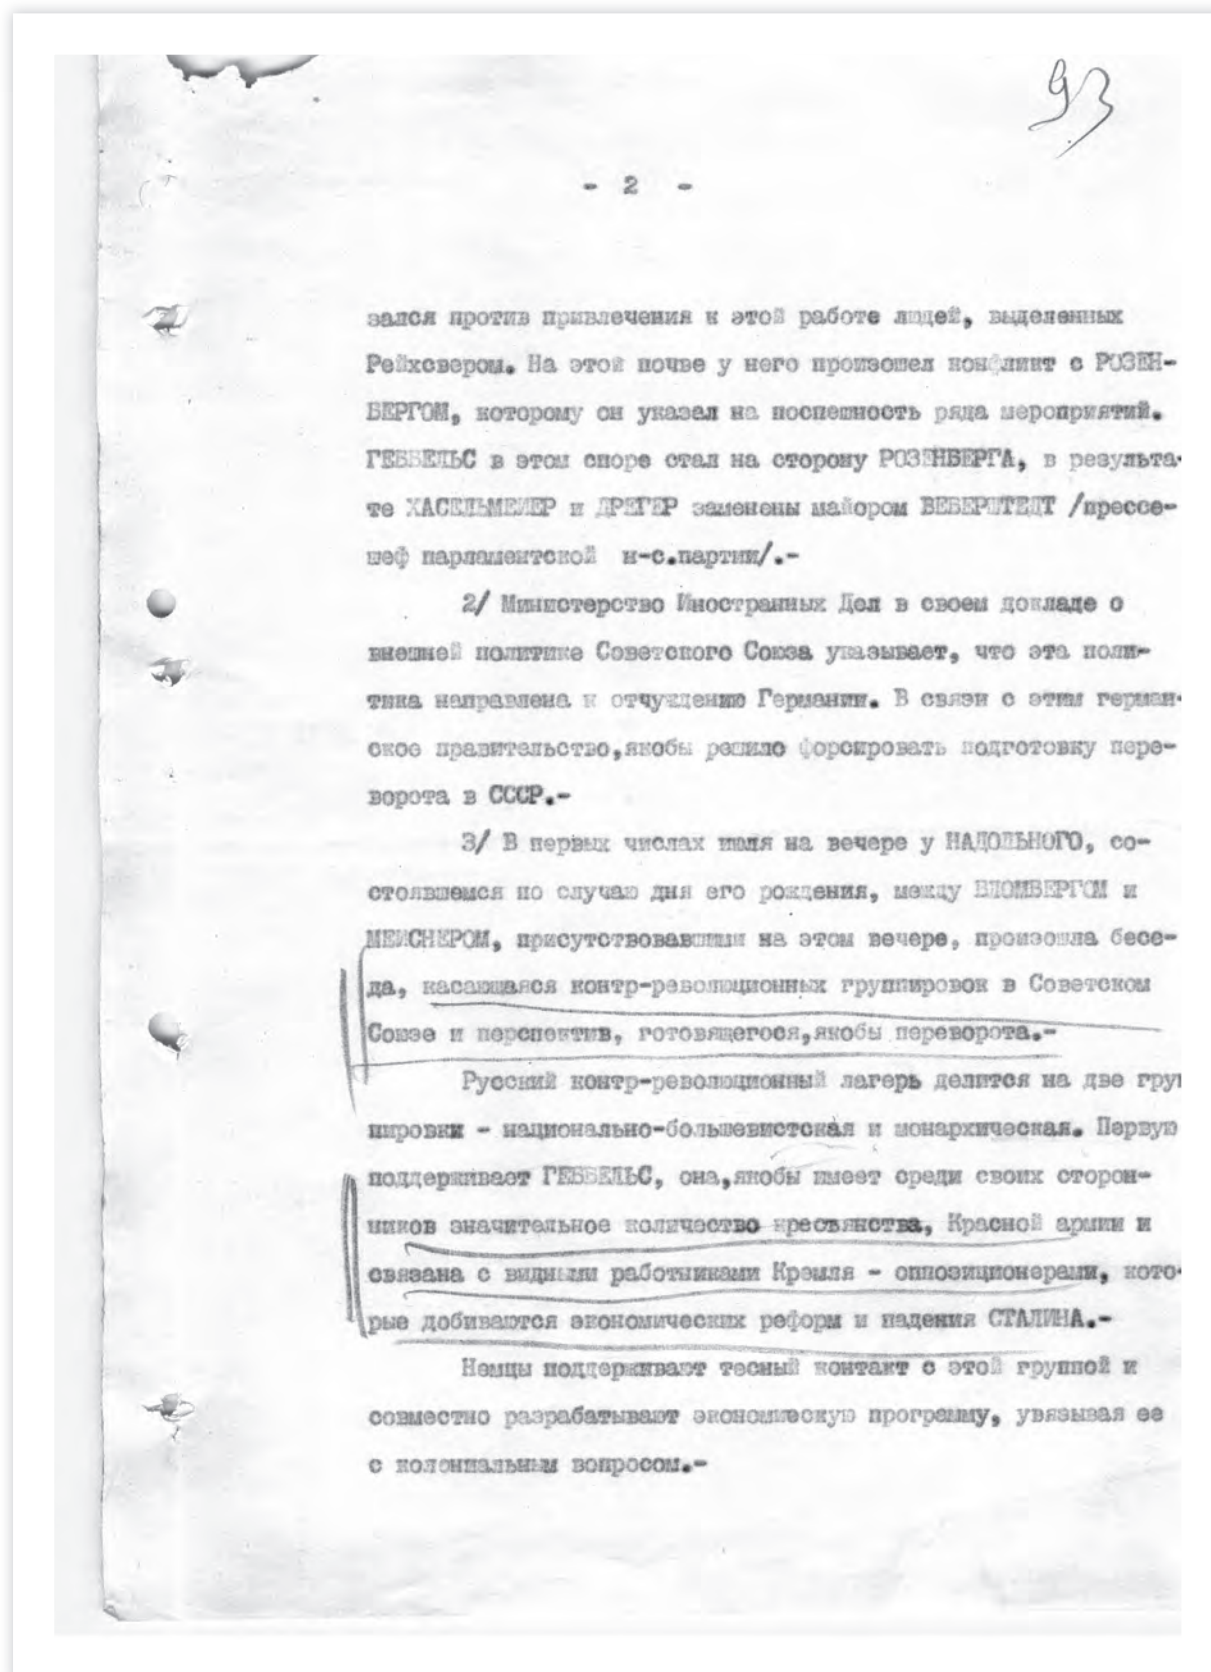 93
- 2 -
зался против привлечения к этой работе людей, выделенных
Рейхсвером. На этой почве у него произошел конфликт с РОЗЕН-
БЕРГОМ, которому он указал на поспешность ряда мероприятий.
ГЕББЕЛЬС в этом споре стал на сторону РОЗЕНБЕРГА, в результа-
те ХАСЕЛЬМЕЙЕР и ДРЕГЕР заменены майором ВЕБЕРШТЕДТ /прессе-
шеф парламентской н-с.партии/.-
2/ Министерство Иностранных Дел в своем докладе о
внешней политике Советского Союза указывает, что эта поли-
тика направлена к отчуждению Германии. В связи с этим герман-
ское правительство,якобы решило форсировать подготовку пере-
ворота в СССР.-
3/ В первых числах июля на вечере у НАДОЛЬНОГО, со-
стоявшемся по случаю дня его рождения, между БЛОМБЕРГОМ и
МЕЙСНЕРОМ, присутствовавшими на этом вечере, произошла бесе-
да, касающаяся контр-революционных группировок в Советском
Союзе и перспектив, готовящегося,якобы переворота.-
Русский контр-революционный лагерь делится на две груп
пировки - национально-большевистская и монархическая. Первую
поддерживает ГЕББЕЛЬС, она,якобы имеет среди своих сторон-
ников значительное количество кресвянства, Красной армии и
связана с видными работниками Кремля - оппозиционерами, кото-
рые добиваются экономических реформ и падения СТАЛИНА.-
Немцы поддерживают тесный контакт с этой группой и
совместно разрабатывают экономическую программу, увязывая ее
с колониальным вопросом.-